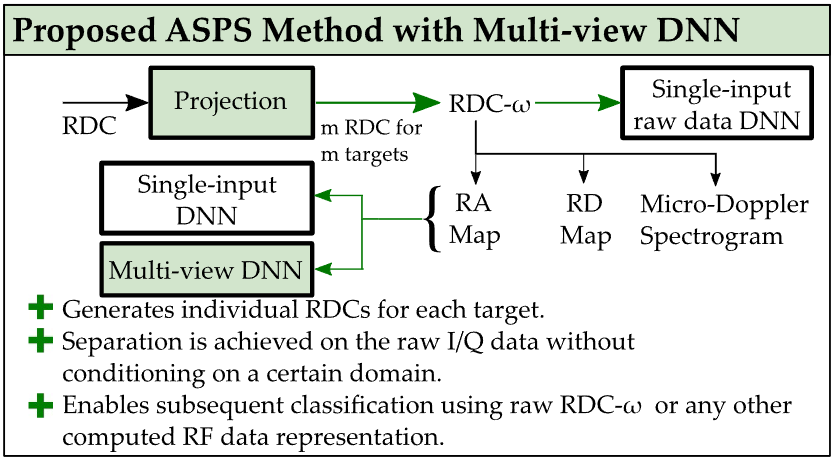 Proposed ASPS Method with Multi-view DNN
RDC
Projection
m RDC for
m targets
RDC-ω
Single-input
raw data DNN
Single-input
DNN
Multi-view DNN
RA
Map
RD
Map
Micro-Doppler
Spectrogram
Generates individual RDCs for each target.
Separation is achieved on the raw I/Q data without
conditioning on a certain domain.
Enables subsequent classification using raw RDC-ω or any other
computed RF data representation.